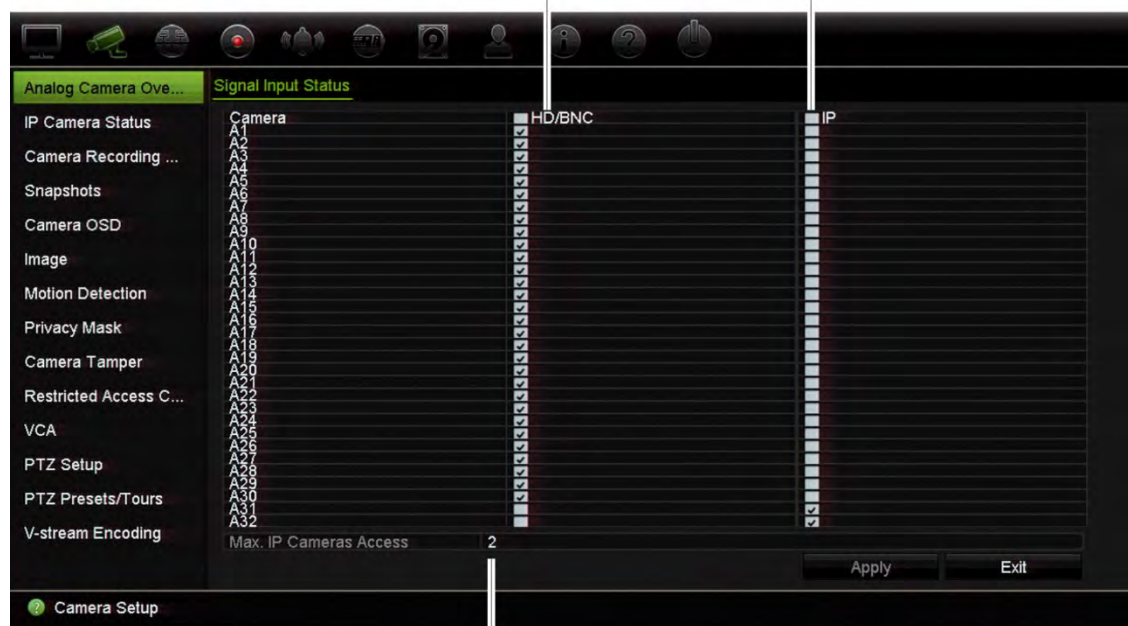 Analog Camera Ove...
Signal Input Status
IP Camera Status
Camera Recording ...
Snapshots
Camera OSD
Image
Motion Detection
Privacy Mask
Camera Tamper
Restricted Access C...
VCA
PTZ Setup
PTZ Presets/Tours
V-stream Encoding
Camera HD/BNC IP
A1
A2
A3
A4
A5
A6
A7
A8
A9
A10
A11
A12
A13
A14
A15
A16
A17
A18
A19
A20
A21
A22
A23
A24
A25
A26
A27
A28
A29
A30
A31
A32
Max. IP Cameras Access 2
Apply Exit
Camera Setup